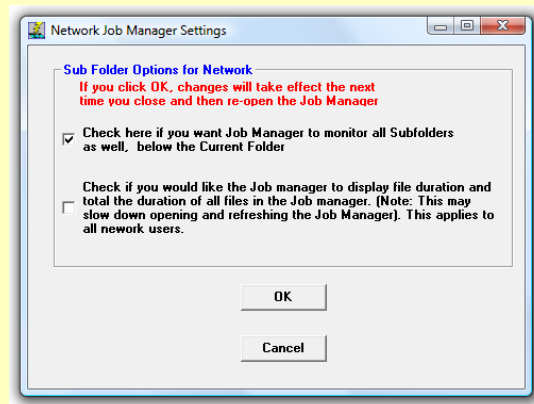 Network Job Manager Settings
Sub Folder Options for Network
If you click OK, changes will take effect the next
time you close and then re-open the Job Manager
Check here if you want Job Manager to monitor all Subfolders
as well, below the Current Folder
Check if you would like the Job manager to display file duration and
total the duration of all files in the Job manager. (Note: This may
slow down opening and refreshing the Job Manager). This applies to
all nework users.
OK
Cancel